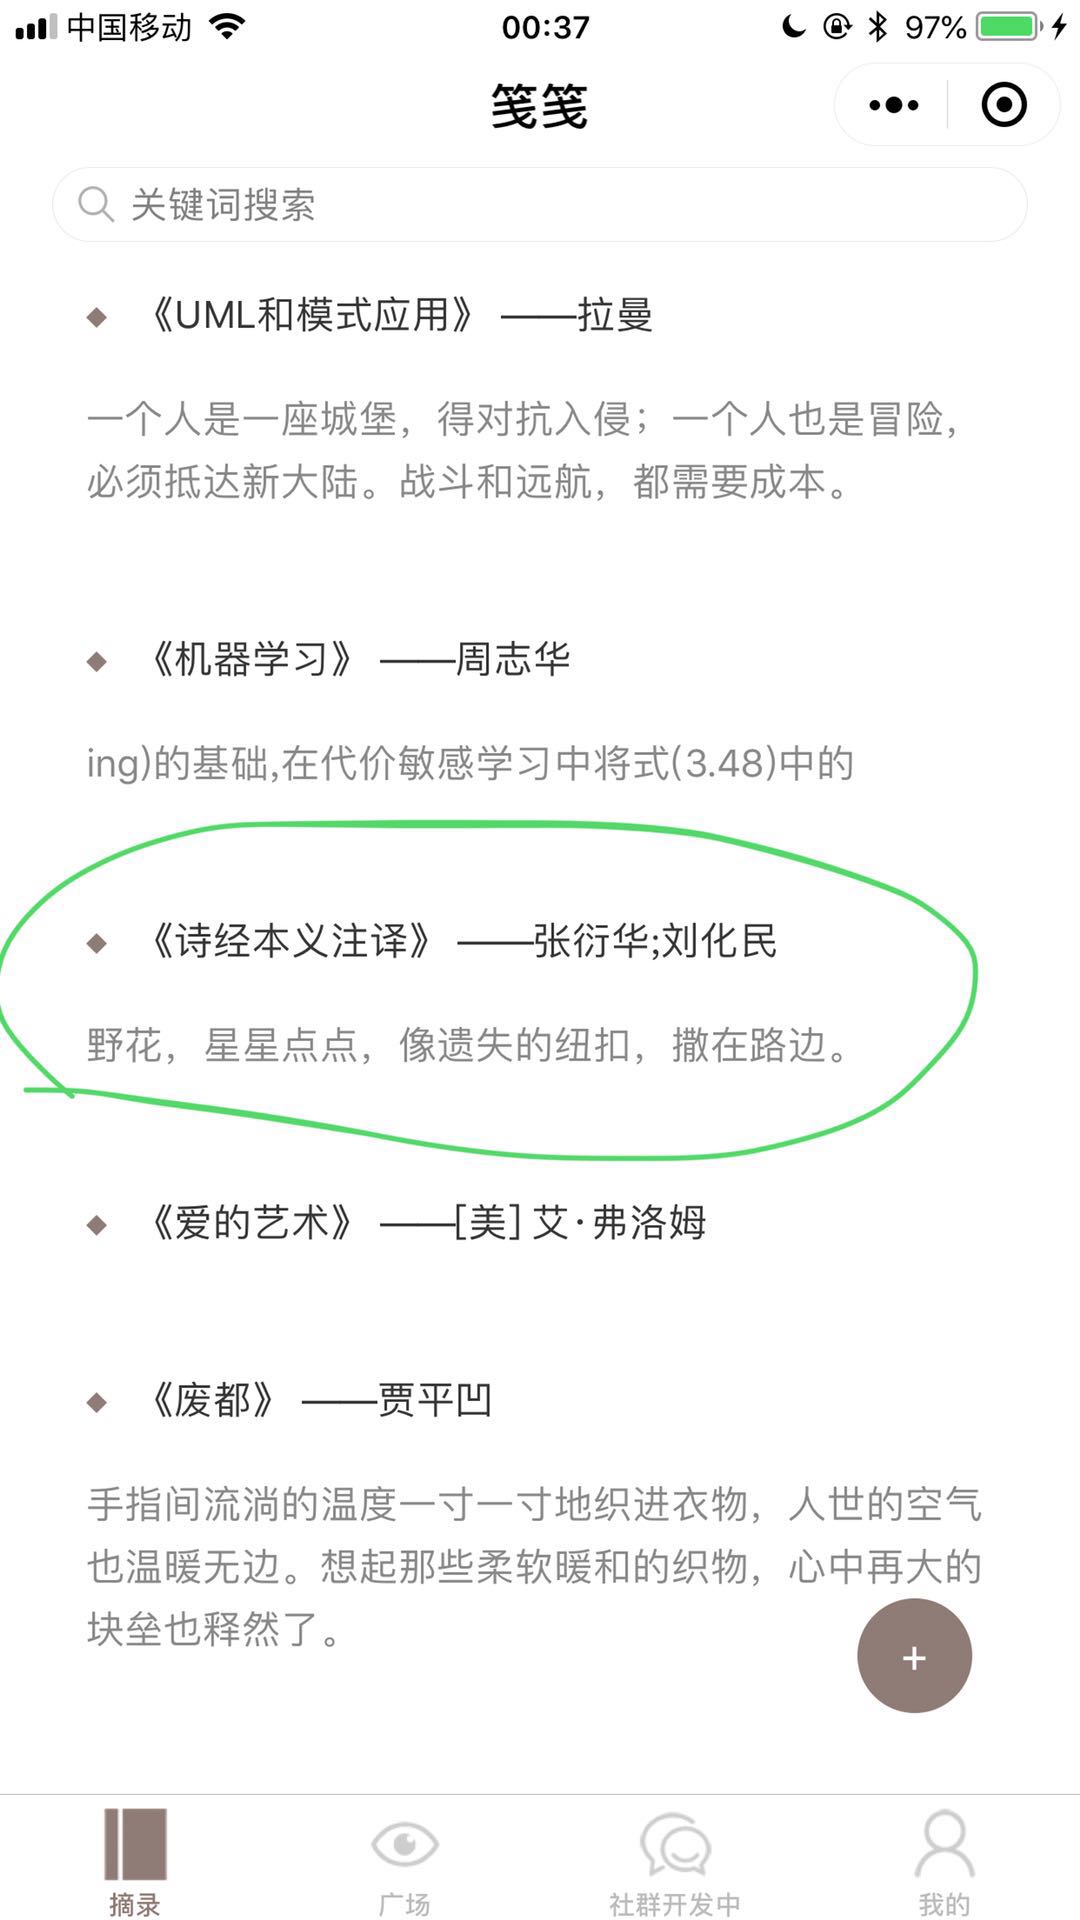 中国移动 00:37 97%
笺笺
关键词搜索
《UML和模式应用》 ——拉曼
一个人是一座城堡，得对抗入侵；一个人也是冒险，
必须抵达新大陆。战斗和远航，都需要成本。
《机器学习》 ——周志华
ing)的基础,在代价敏感学习中将式(3.48)中的
《诗经本义注译》 ——张衍华;刘化民
野花，星星点点，像遗失的纽扣，撒在路边。
《爱的艺术》 ——[美] 艾·弗洛姆
《废都》 ——贾平凹
手指间流淌的温度一寸一寸地织进衣物，人世的空气
也温暖无边。想起那些柔软暖和的织物，心中再大的
块垒也释然了。
+
摘录 广场 社群开发中 我的